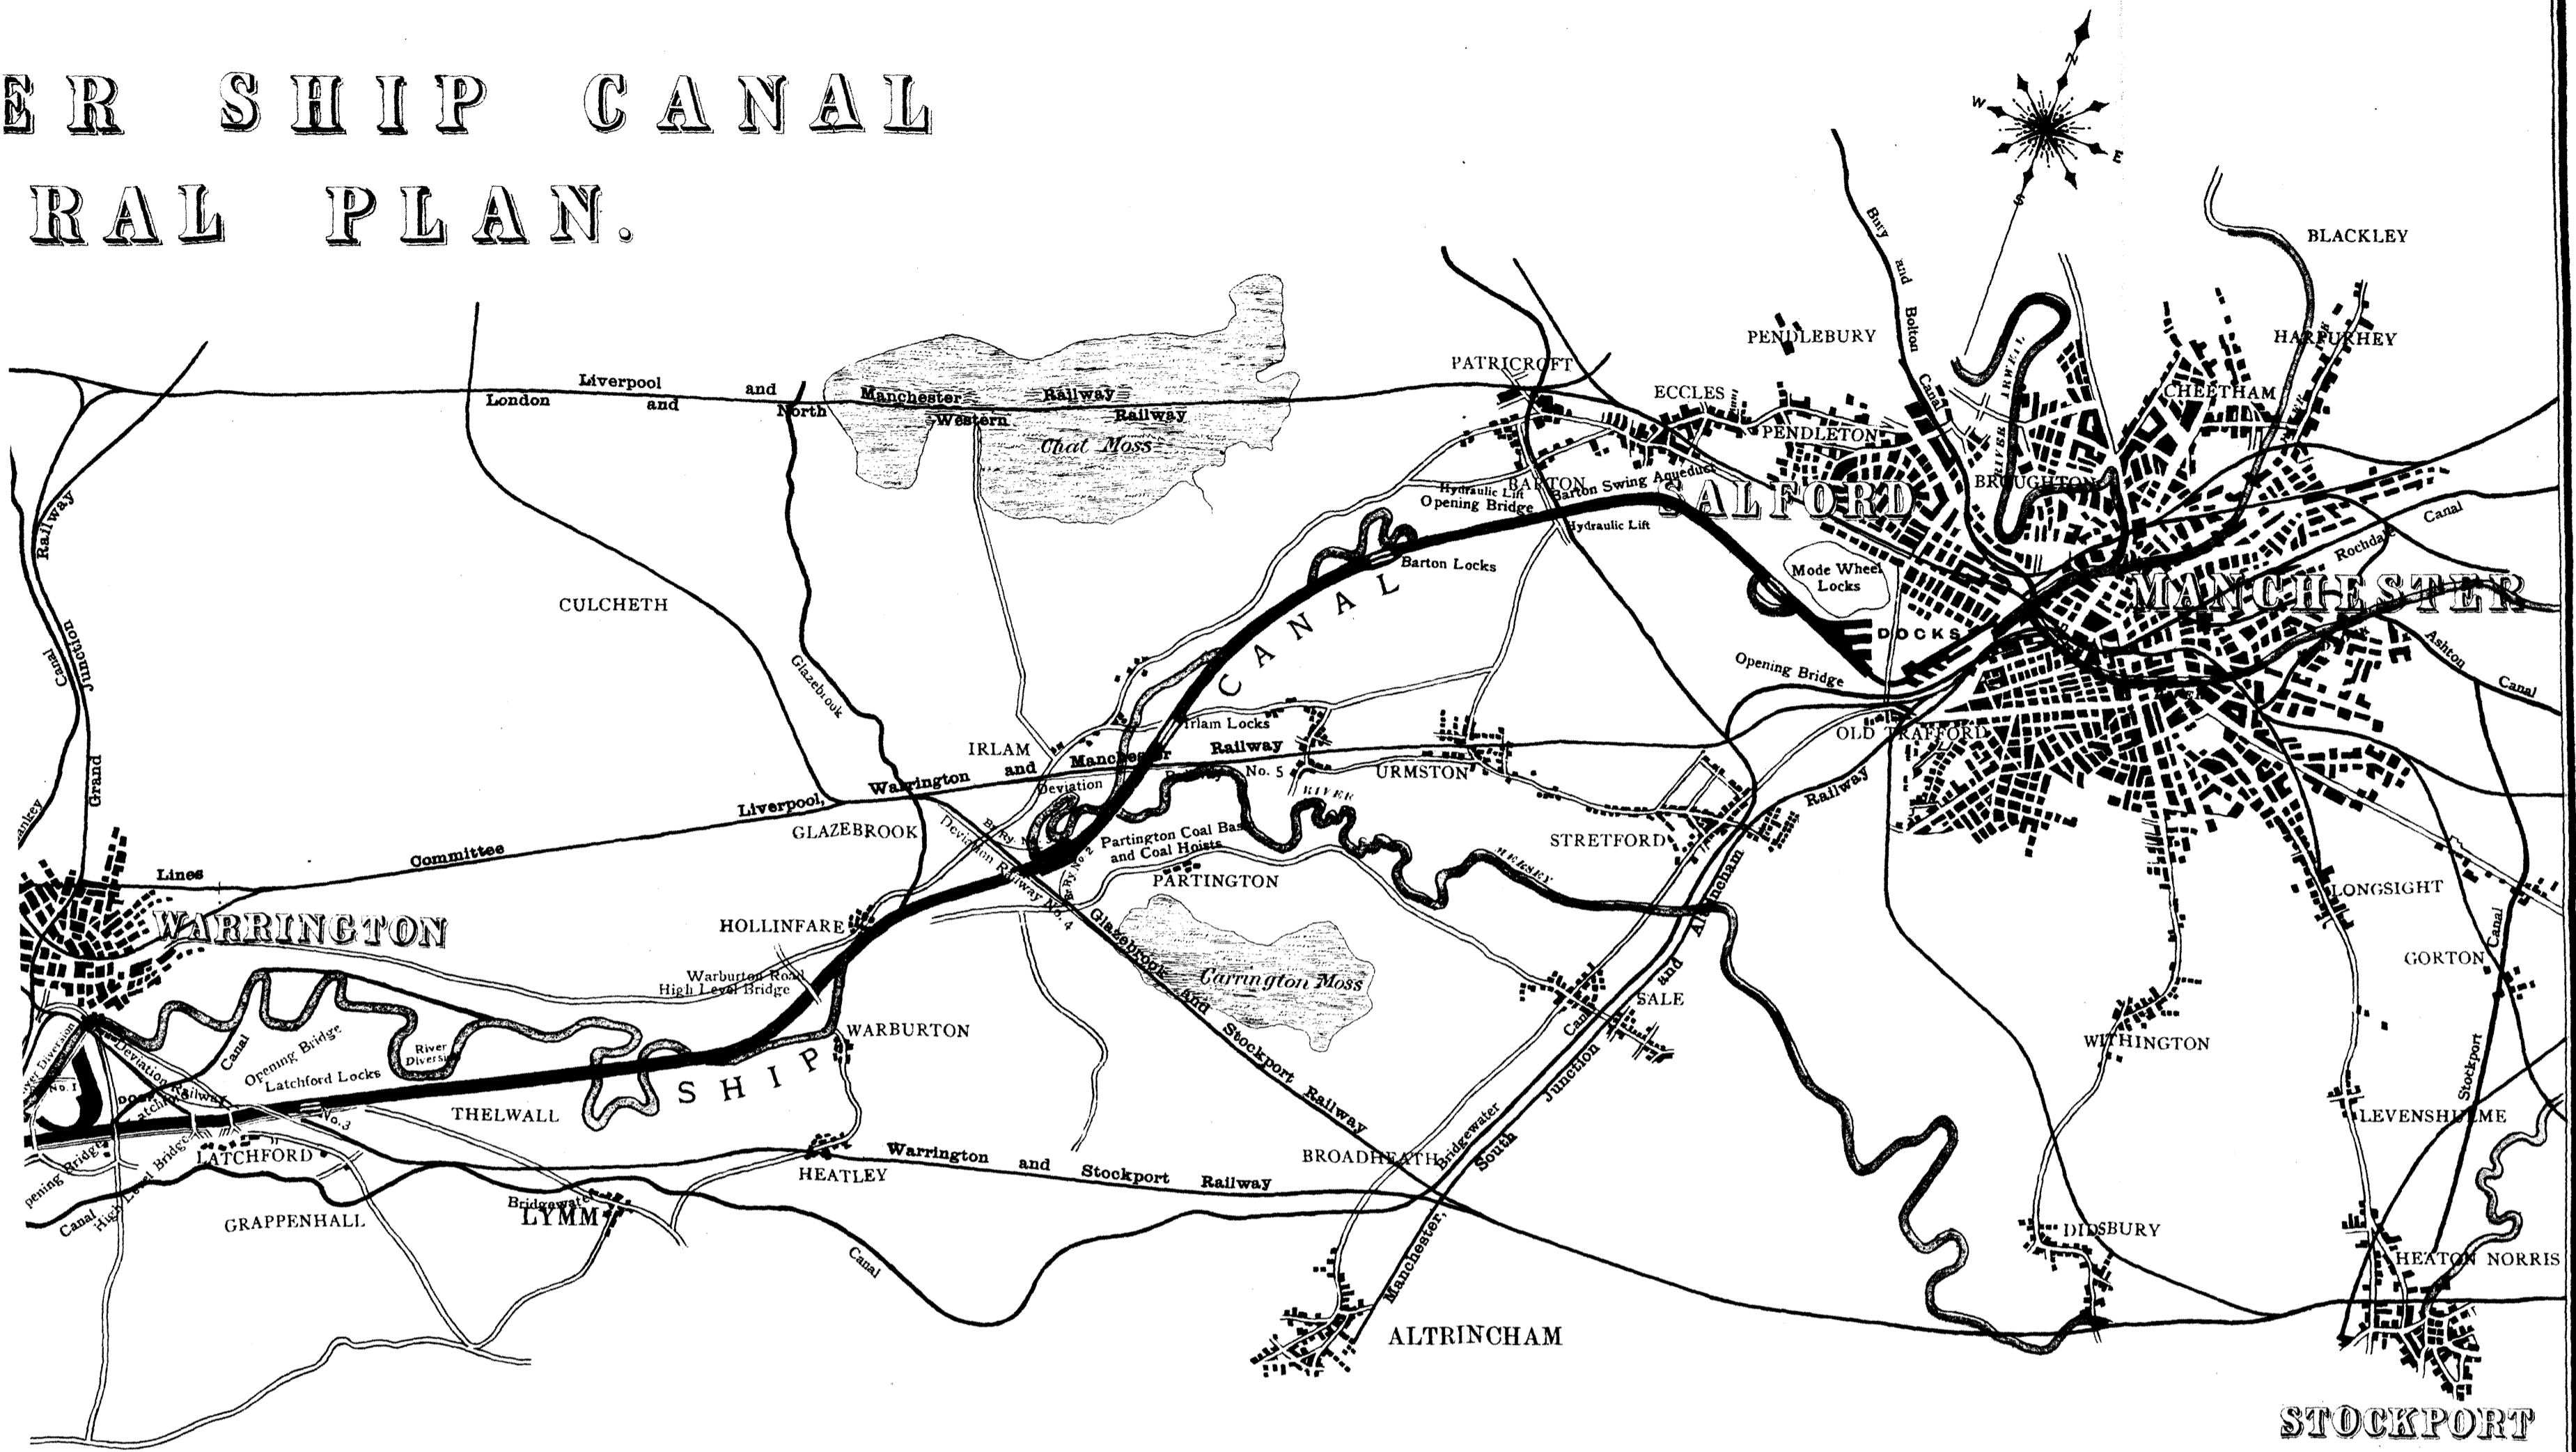 ER SHIP CANAL
RAL PLAN.
N
W
E
S
BLACKLEY
Bury and Bolton Canal
PENDLEBURY
RIVER IRWELL
HARPURHEY
CHEETHAM
PATRICROFT
ECCLES
PENDLETON
BROUGHTON
Liverpool and Manchester Railway
London and North Western Railway
Chat Moss
BARTON
Hydraulic Lift
Opening Bridge
Barton Swing Aqueduct
Hydraulic Lift
SALFORD
Barton Locks
Mode Wheel
Locks
DOCKS
MANCHESTER
Rochdale Canal
Ashton Canal
Opening Bridge
OLD TRAFFORD
Railway
Canal
Grand Junction
CULCHETH
Glazebrook
CANAL
Irlam Locks
IRLAM
Liverpool, Warrington and Manchester Railway
No. 5
Deviation
URMSTON
RIVER
MERSEY
GLAZEBROOK
Deviation Railway No. 4
Partington Coal
and Coal Hoists
PARTINGTON
STRETFORD
LONGSIGHT
GORTON
Lines
Committee
WARRINGTON
HOLLINFARE
Warburton Road
High Level Bridge
WARBURTON
Glazebrook and Stockport Railway
Carrington Moss
SALE
WITHINGTON
Stockport Canal
LEVENSHULME
River
Diversion
No. 1
Deviation Railway
No. 3
Canal
Opening Bridge
Latchford Locks
THELWALL
SHIP
LATCHFORD
High Level Bridge
Canal
GRAPPENHALL
Bridgewater
LYMM
HEATLEY
Warrington and Stockport Railway
Canal
BROADHEATH
Bridgewater Canal
Manchester, South Junction and Altrincham Railway
DIDSBURY
HEATON NORRIS
ALTRINCHAM
STOCKPORT